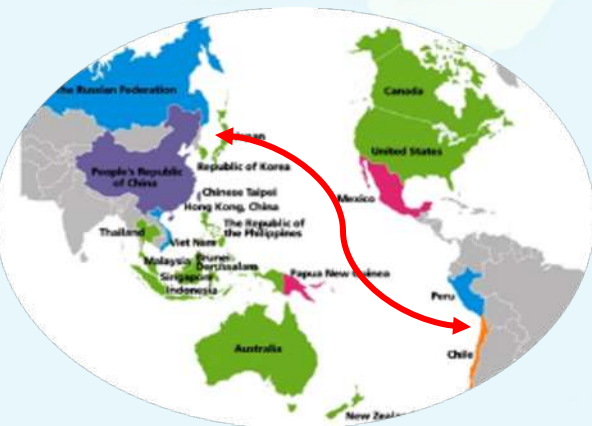 The Russian Federation
Canada
United States
Japan
Republic of Korea
People's Republic
of China
Mexico
Chinese Taipei
Hong Kong, China
The Republic of
the Philippines
Thailand
Viet Nam
Brunei
Darussalam
Malaysia
Singapore
Indonesia
Papua New Guinea
Peru
Australia
Chile
New Zeal